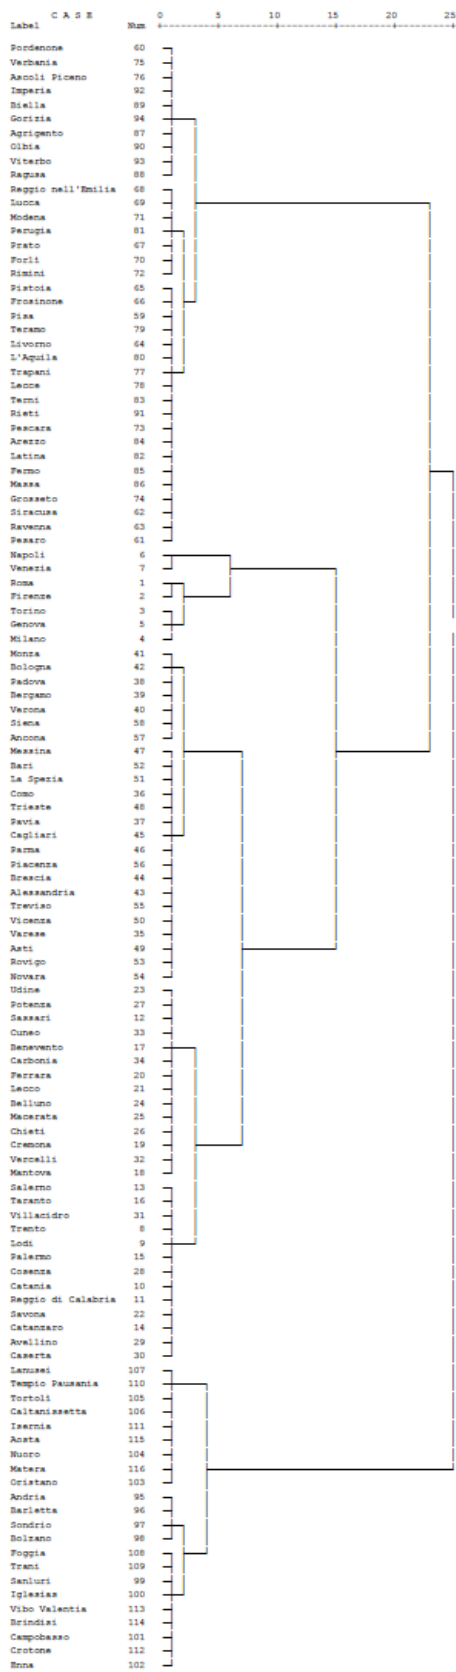 C A S E 0 5 10 15 20 25
Label Num
Pordenone 60
Verbania 75
Ascoli Piceno 76
Imperia 92
Biella 89
Gorizia 94
Agrigento 87
Olbia 90
Viterbo 93
Ragusa 88
Reggio nell'Emilia 68
Lucca 69
Modena 71
Perugia 81
Prato 67
Forli 70
Rimini 72
Pistoia 65
Frosinone 66
Pisa 59
Teramo 79
Livorno 64
L'Aquila 80
Trapani 77
Lecce 78
Terni 83
Rieti 91
Pescara 73
Arezzo 84
Latina 82
Fermo 85
Massa 86
Grosseto 74
Siracusa 62
Ravenna 63
Pesaro 61
Napoli 6
Venezia 7
Roma 1
Firenze 2
Torino 3
Genova 5
Milano 4
Monza 41
Bologna 42
Padova 38
Bergamo 39
Verona 40
Siena 58
Ancona 57
Messina 47
Bari 52
La Spezia 51
Como 36
Trieste 48
Pavia 37
Cagliari 45
Parma 46
Piacenza 56
Brescia 44
Alessandria 43
Treviso 55
Vicenza 50
Varese 35
Asti 49
Rovigo 53
Novara 54
Udine 23
Potenza 27
Sassari 12
Cuneo 33
Benevento 17
Carbonia 34
Ferrara 20
Lecco 21
Belluno 24
Macerata 25
Chieti 26
Cremona 19
Vercelli 32
Mantova 18
Salerno 13
Taranto 16
Villacidro 31
Trento 8
Lodi 9
Palermo 15
Cosenza 28
Catania 10
Reggio di Calabria 11
Savona 22
Catanzaro 14
Avellino 29
Caserta 30
Lanusei 107
Tempio Pausania 110
Tortoli 105
Caltanissetta 106
Isernia 111
Aosta 115
Nuoro 104
Matera 116
Oristano 103
Andria 95
Barletta 96
Sondrio 97
Bolzano 98
Foggia 108
Trani 109
Sanluri 99
Iglesias 100
Vibo Valentia 113
Brindisi 114
Campobasso 101
Crotone 112
Enna 102